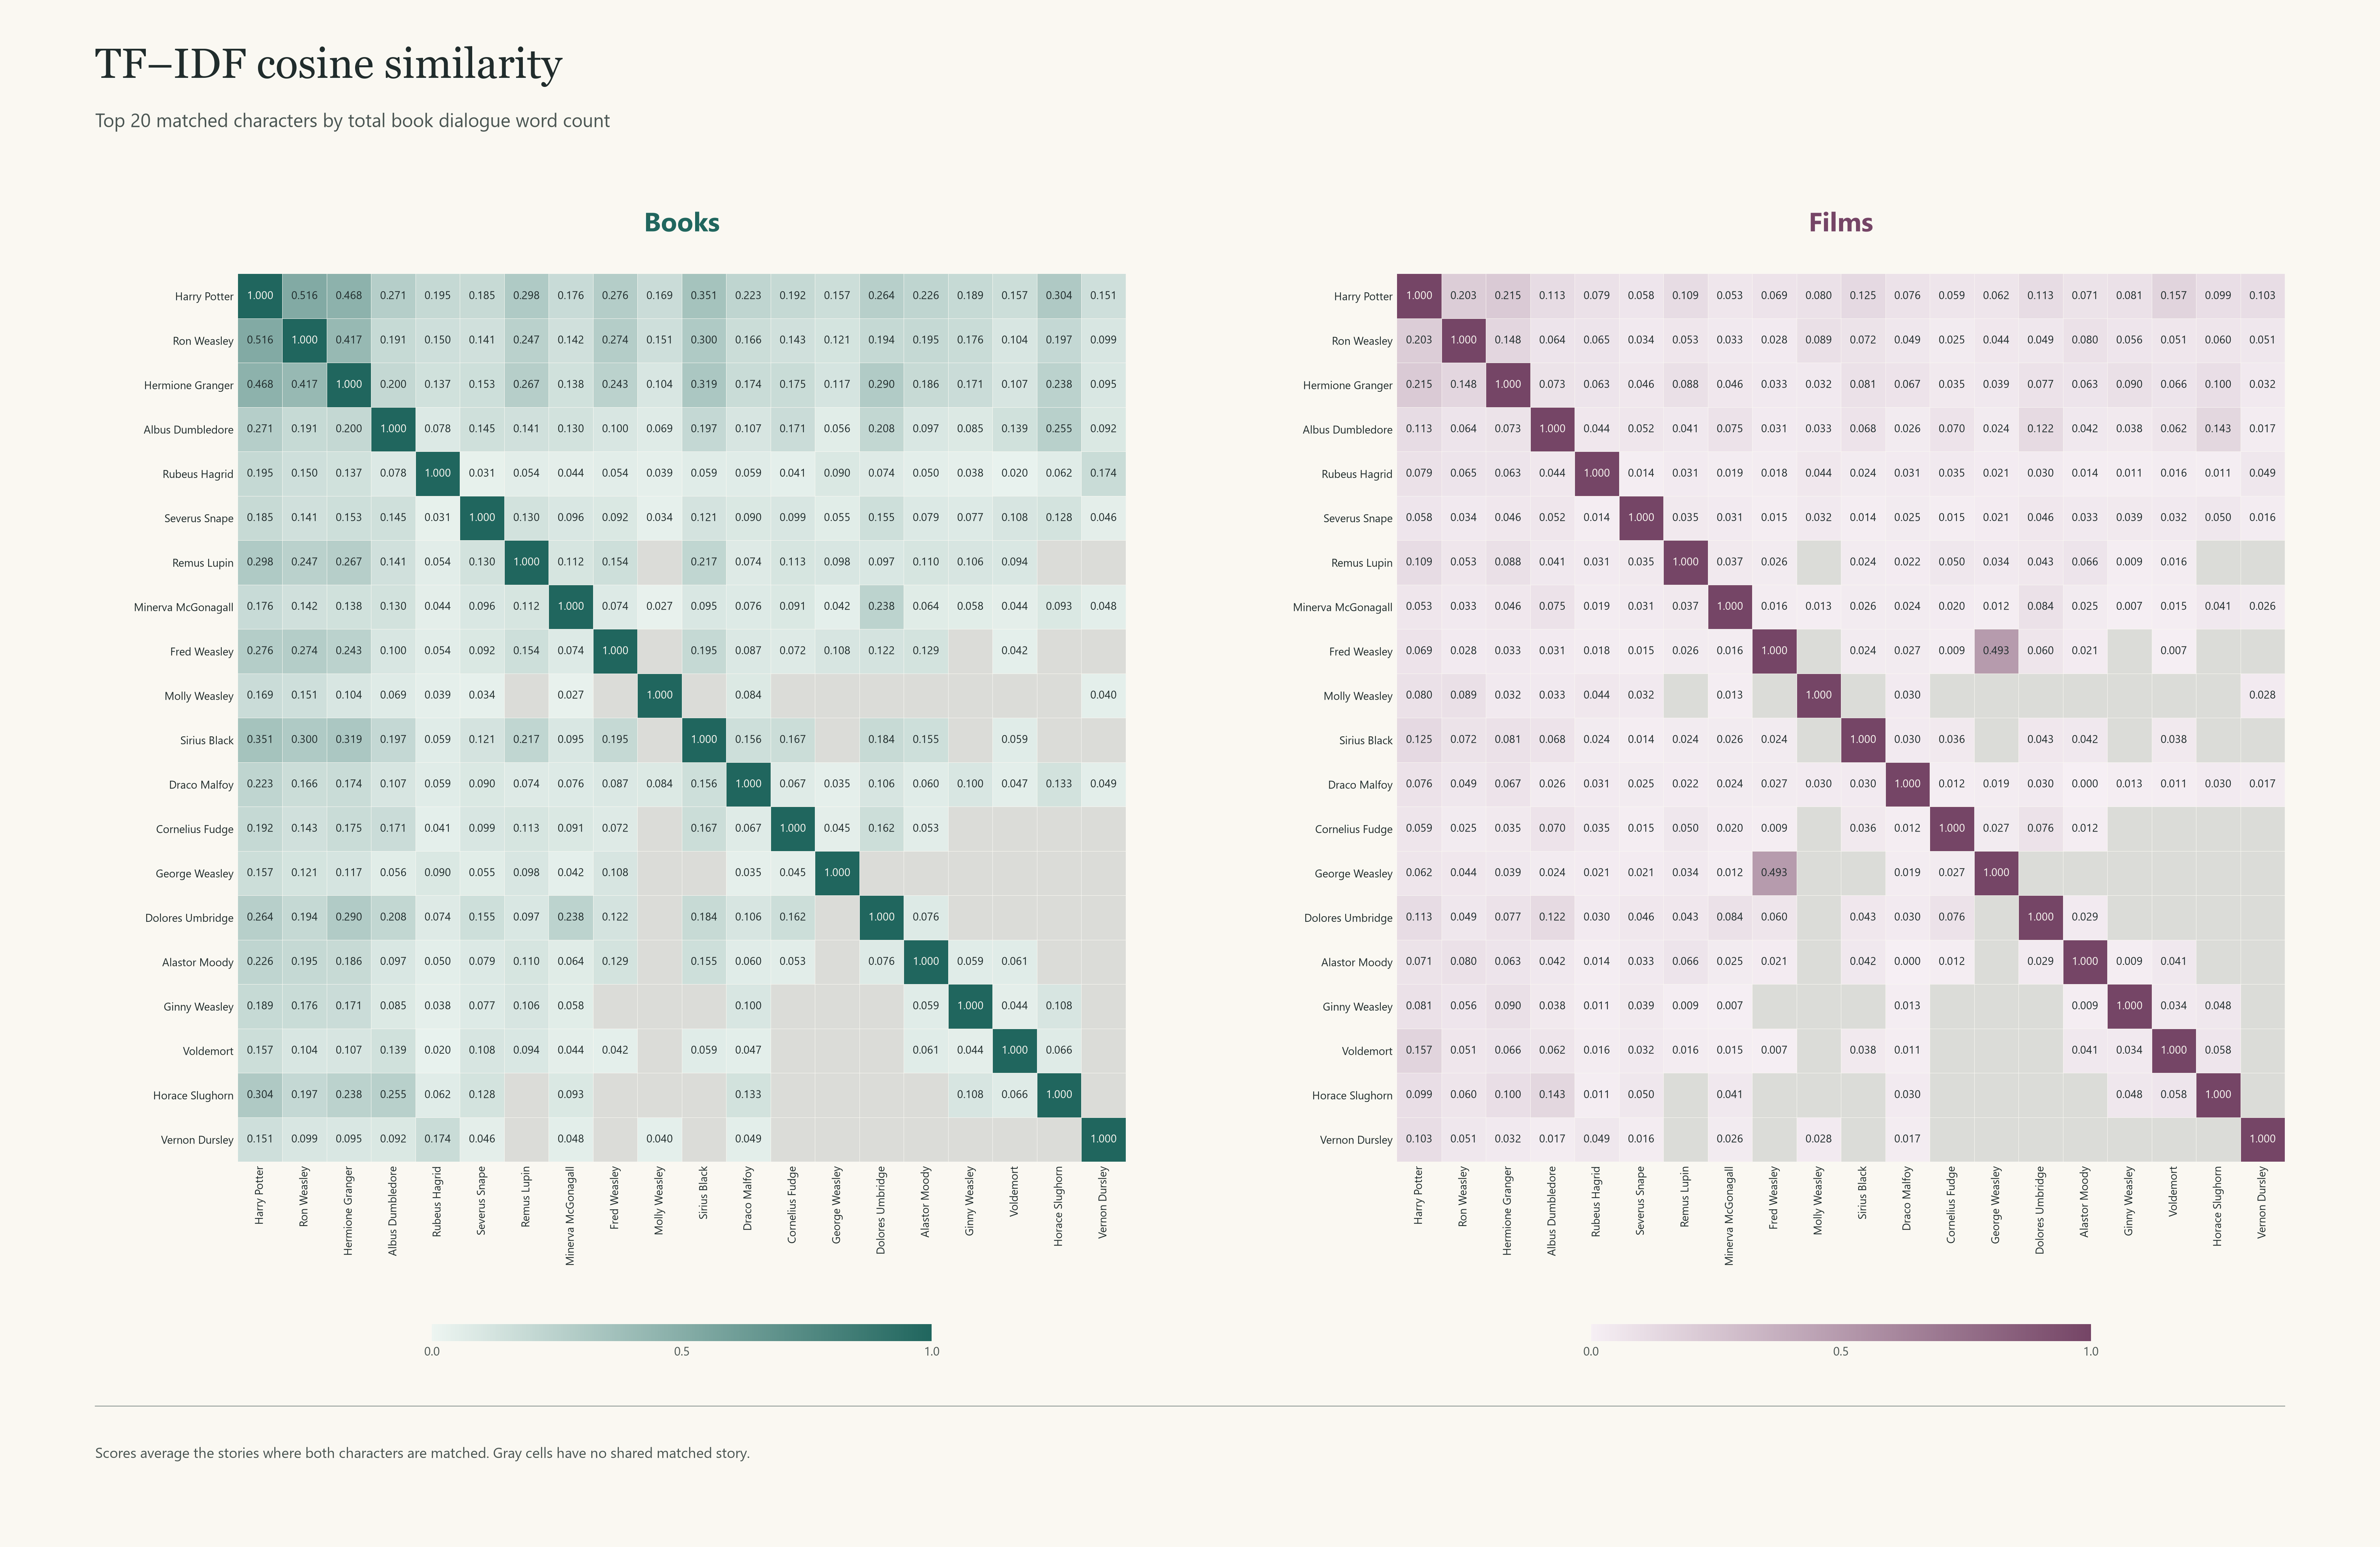 TF–IDF cosine similarity
Top 20 matched characters by total book dialogue word count
Books
Harry Potter 1.000 0.516 0.468 0.271 0.195 0.185 0.298 0.176 0.276 0.169 0.351 0.223 0.192 0.157 0.264 0.226 0.189 0.157 0.304 0.151
Ron Weasley 0.516 1.000 0.417 0.191 0.150 0.141 0.247 0.142 0.274 0.151 0.300 0.166 0.143 0.121 0.194 0.195 0.176 0.104 0.197 0.099
Hermione Granger 0.468 0.417 1.000 0.200 0.137 0.153 0.267 0.138 0.243 0.104 0.319 0.174 0.175 0.117 0.290 0.186 0.171 0.107 0.238 0.095
Albus Dumbledore 0.271 0.191 0.200 1.000 0.078 0.145 0.141 0.130 0.100 0.069 0.197 0.107 0.171 0.056 0.208 0.097 0.085 0.139 0.255 0.092
Rubeus Hagrid 0.195 0.150 0.137 0.078 1.000 0.031 0.054 0.044 0.054 0.039 0.059 0.059 0.041 0.090 0.074 0.050 0.038 0.020 0.062 0.174
Severus Snape 0.185 0.141 0.153 0.145 0.031 1.000 0.130 0.096 0.092 0.034 0.121 0.090 0.099 0.055 0.155 0.079 0.077 0.108 0.128 0.046
Remus Lupin 0.298 0.247 0.267 0.141 0.054 0.130 1.000 0.112 0.154 0.217 0.074 0.113 0.098 0.097 0.110 0.106 0.094
Minerva McGonagall 0.176 0.142 0.138 0.130 0.044 0.096 0.112 1.000 0.074 0.027 0.095 0.076 0.091 0.042 0.238 0.064 0.058 0.044 0.093 0.048
Fred Weasley 0.276 0.274 0.243 0.100 0.054 0.092 0.154 0.074 1.000 0.195 0.087 0.072 0.108 0.122 0.129 0.042
Molly Weasley 0.169 0.151 0.104 0.069 0.039 0.034 0.027 1.000 0.084 0.040
Sirius Black 0.351 0.300 0.319 0.197 0.059 0.121 0.217 0.095 0.195 1.000 0.156 0.167 0.184 0.155 0.059
Draco Malfoy 0.223 0.166 0.174 0.107 0.059 0.090 0.074 0.076 0.087 0.084 0.156 1.000 0.067 0.035 0.106 0.060 0.100 0.047 0.133 0.049
Cornelius Fudge 0.192 0.143 0.175 0.171 0.041 0.099 0.113 0.091 0.072 0.167 0.067 1.000 0.045 0.162 0.053
George Weasley 0.157 0.121 0.117 0.056 0.090 0.055 0.098 0.042 0.108 0.035 0.045 1.000
Dolores Umbridge 0.264 0.194 0.290 0.208 0.074 0.155 0.097 0.238 0.122 0.184 0.106 0.162 1.000 0.076
Alastor Moody 0.226 0.195 0.186 0.097 0.050 0.079 0.110 0.064 0.129 0.155 0.060 0.053 0.076 1.000 0.059 0.061
Ginny Weasley 0.189 0.176 0.171 0.085 0.038 0.077 0.106 0.058 0.100 0.059 1.000 0.044 0.108
Voldemort 0.157 0.104 0.107 0.139 0.020 0.108 0.094 0.044 0.042 0.059 0.047 0.061 0.044 1.000 0.066
Horace Slughorn 0.304 0.197 0.238 0.255 0.062 0.128 0.093 0.133 0.108 0.066 1.000
Vernon Dursley 0.151 0.099 0.095 0.092 0.174 0.046 0.048 0.040 0.049 1.000
Harry Potter
Ron Weasley
Hermione Granger
Albus Dumbledore
Rubeus Hagrid
Severus Snape
Remus Lupin
Minerva McGonagall
Fred Weasley
Molly Weasley
Sirius Black
Draco Malfoy
Cornelius Fudge
George Weasley
Dolores Umbridge
Alastor Moody
Ginny Weasley
Voldemort
Horace Slughorn
Vernon Dursley
0.0 0.5 1.0
Films
Harry Potter 1.000 0.203 0.215 0.113 0.079 0.058 0.109 0.053 0.069 0.080 0.125 0.076 0.059 0.062 0.113 0.071 0.081 0.157 0.099 0.103
Ron Weasley 0.203 1.000 0.148 0.064 0.065 0.034 0.053 0.033 0.028 0.089 0.072 0.049 0.025 0.044 0.049 0.080 0.056 0.051 0.060 0.051
Hermione Granger 0.215 0.148 1.000 0.073 0.063 0.046 0.088 0.046 0.033 0.032 0.081 0.067 0.035 0.039 0.077 0.063 0.090 0.066 0.100 0.032
Albus Dumbledore 0.113 0.064 0.073 1.000 0.044 0.052 0.041 0.075 0.031 0.033 0.068 0.026 0.070 0.024 0.122 0.042 0.038 0.062 0.143 0.017
Rubeus Hagrid 0.079 0.065 0.063 0.044 1.000 0.014 0.031 0.019 0.018 0.044 0.024 0.031 0.035 0.021 0.030 0.014 0.011 0.016 0.011 0.049
Severus Snape 0.058 0.034 0.046 0.052 0.014 1.000 0.035 0.031 0.015 0.032 0.014 0.025 0.015 0.021 0.046 0.033 0.039 0.032 0.050 0.016
Remus Lupin 0.109 0.053 0.088 0.041 0.031 0.035 1.000 0.037 0.026 0.024 0.022 0.050 0.034 0.043 0.066 0.009 0.016
Minerva McGonagall 0.053 0.033 0.046 0.075 0.019 0.031 0.037 1.000 0.016 0.013 0.026 0.024 0.020 0.012 0.084 0.025 0.007 0.015 0.041 0.026
Fred Weasley 0.069 0.028 0.033 0.031 0.018 0.015 0.026 0.016 1.000 0.024 0.027 0.009 0.493 0.060 0.021 0.007
Molly Weasley 0.080 0.089 0.032 0.033 0.044 0.032 0.013 1.000 0.030 0.028
Sirius Black 0.125 0.072 0.081 0.068 0.024 0.014 0.024 0.026 0.024 1.000 0.030 0.036 0.043 0.042 0.038
Draco Malfoy 0.076 0.049 0.067 0.026 0.031 0.025 0.022 0.024 0.027 0.030 0.030 1.000 0.012 0.019 0.030 0.000 0.013 0.011 0.030 0.017
Cornelius Fudge 0.059 0.025 0.035 0.070 0.035 0.015 0.050 0.020 0.009 0.036 0.012 1.000 0.027 0.076 0.012
George Weasley 0.062 0.044 0.039 0.024 0.021 0.021 0.034 0.012 0.493 0.019 0.027 1.000
Dolores Umbridge 0.113 0.049 0.077 0.122 0.030 0.046 0.043 0.084 0.060 0.043 0.030 0.076 1.000 0.029
Alastor Moody 0.071 0.080 0.063 0.042 0.014 0.033 0.066 0.025 0.021 0.042 0.000 0.012 0.029 1.000 0.009 0.041
Ginny Weasley 0.081 0.056 0.090 0.038 0.011 0.039 0.009 0.007 0.013 0.009 1.000 0.034 0.048
Voldemort 0.157 0.051 0.066 0.062 0.016 0.032 0.016 0.015 0.007 0.038 0.011 0.041 0.034 1.000 0.058
Horace Slughorn 0.099 0.060 0.100 0.143 0.011 0.050 0.041 0.030 0.048 0.058 1.000
Vernon Dursley 0.103 0.051 0.032 0.017 0.049 0.016 0.026 0.028 0.017 1.000
Harry Potter
Ron Weasley
Hermione Granger
Albus Dumbledore
Rubeus Hagrid
Severus Snape
Remus Lupin
Minerva McGonagall
Fred Weasley
Molly Weasley
Sirius Black
Draco Malfoy
Cornelius Fudge
George Weasley
Dolores Umbridge
Alastor Moody
Ginny Weasley
Voldemort
Horace Slughorn
Vernon Dursley
0.0 0.5 1.0
Scores average the stories where both characters are matched. Gray cells have no shared matched story.